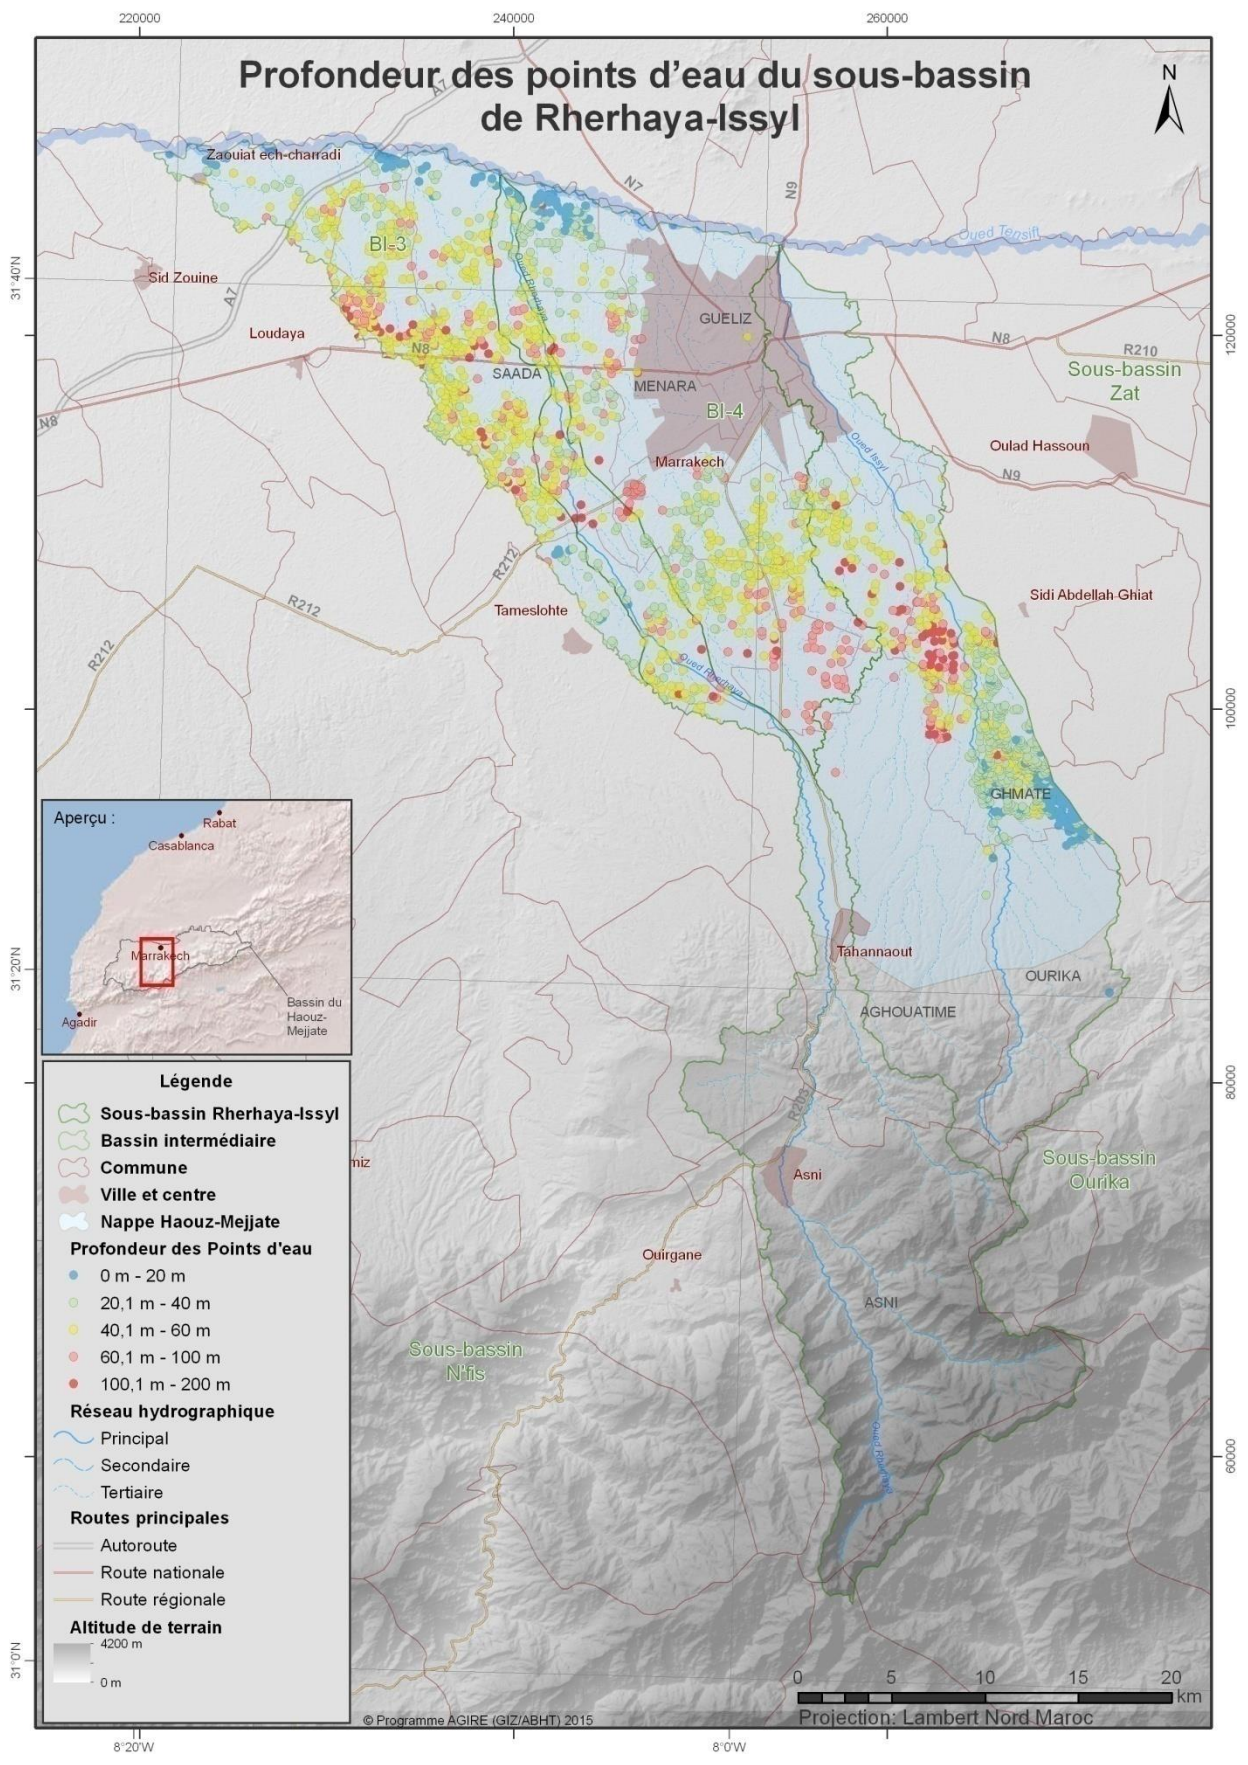 220000
240000
260000
Profondeur des points d'eau du sous-bassin
de Rherhaya-Issyl
N
A7
Zaouiat ech-charradi
N7
N9
Oued Tensift
BI-3
31°40'N
Sid Zouine
A7
Oued Rherhaya
GUELIZ
120000
Loudaya
N8
N8
R210
SAADA
MENARA
Sous-bassin
Zat
BI-4
N8
Oued Issyl
Oulad Hassoun
Marrakech
N9
R212
R212
Tameslohte
Sidi Abdellah Ghiat
R212
Oued Rherhaya
100000
GHMATE
Aperçu :
Rabat
Casablanca
Marrakech
Bassin du
Haouz-
Mejjate
Agadir
31°20'N
Tahannaout
OURIKA
AGHOUATIME
80000
R203
Sous-bassin
Ourika
miz
Asni
Ouirgane
ASNI
Sous-bassin
N'fis
Oued Rherhaya
60000
Légende
Sous-bassin Rherhaya-Issyl
Bassin intermédiaire
Commune
Ville et centre
Nappe Haouz-Mejjate
Profondeur des Points d'eau
0 m - 20 m
20,1 m - 40 m
40,1 m - 60 m
60,1 m - 100 m
100,1 m - 200 m
Réseau hydrographique
Principal
Secondaire
Tertiaire
Routes principales
Autoroute
Route nationale
Route régionale
Altitude de terrain
4200 m
0 m
31°0'N
0 5 10 15 20
km
Projection: Lambert Nord Maroc
© Programme AGIRE (GIZ/ABHT) 2015
8°20'W
8°0'W